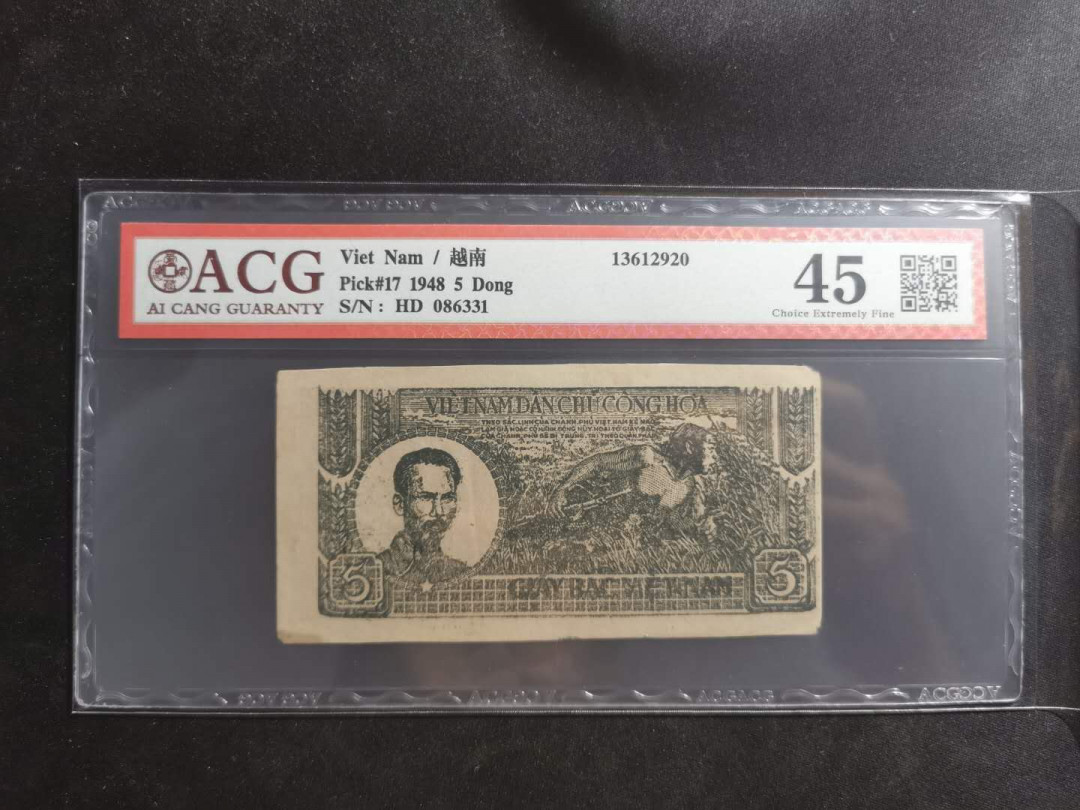 ACG
AI CANG GUARANTY
Viet Nam / 越南
Pick#17 1948 5 Dong
S/N: HD 086331
13612920
45
Choice Extremely Fine
VIỆT NAM DÂN CHỦ CỘNG HÒA
5
GIẤY BẠC VIỆT NAM
5